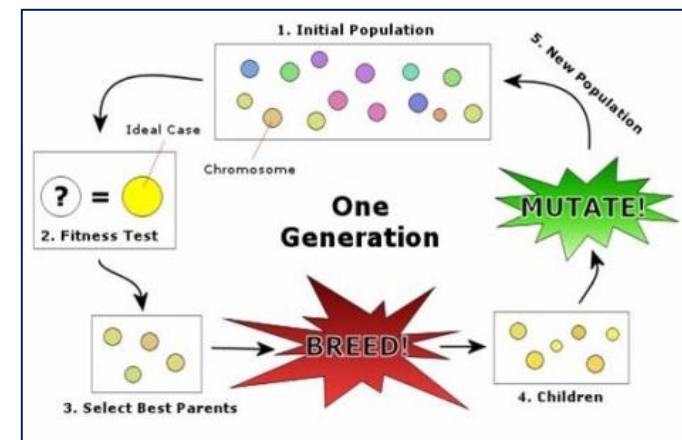 1. Initial Population
5. New Population
Ideal Case
Chromosome
? =
2. Fitness Test
One
Generation
MUTATE!
BREED!
3. Select Best Parents
4. Children